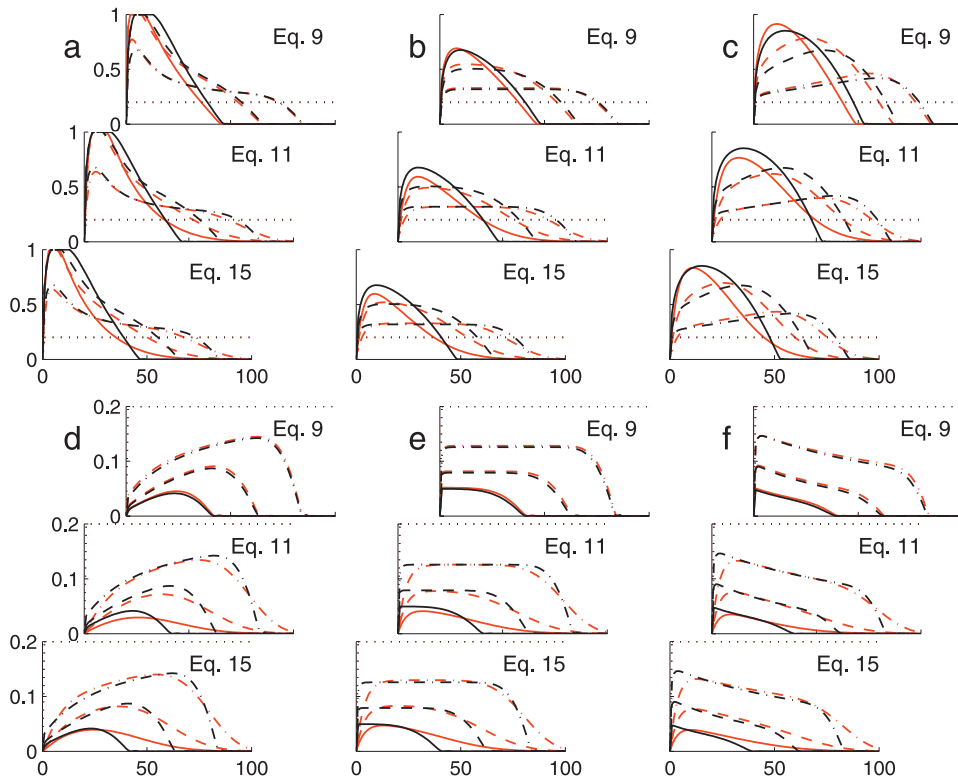 a b c
1 Eq. 9 Eq. 9 Eq. 9
0.5
0
1 Eq. 11 Eq. 11 Eq. 11
0.5
0
1 Eq. 15 Eq. 15 Eq. 15
0.5
0
0 50 100 0 50 100 0 50 100
0.2
d Eq. 9 e Eq. 9 f Eq. 9
0.1
0
0.2
Eq. 11 Eq. 11 Eq. 11
0.1
0
0.2
Eq. 15 Eq. 15 Eq. 15
0.1
0
0 50 100 0 50 100 0 50 100